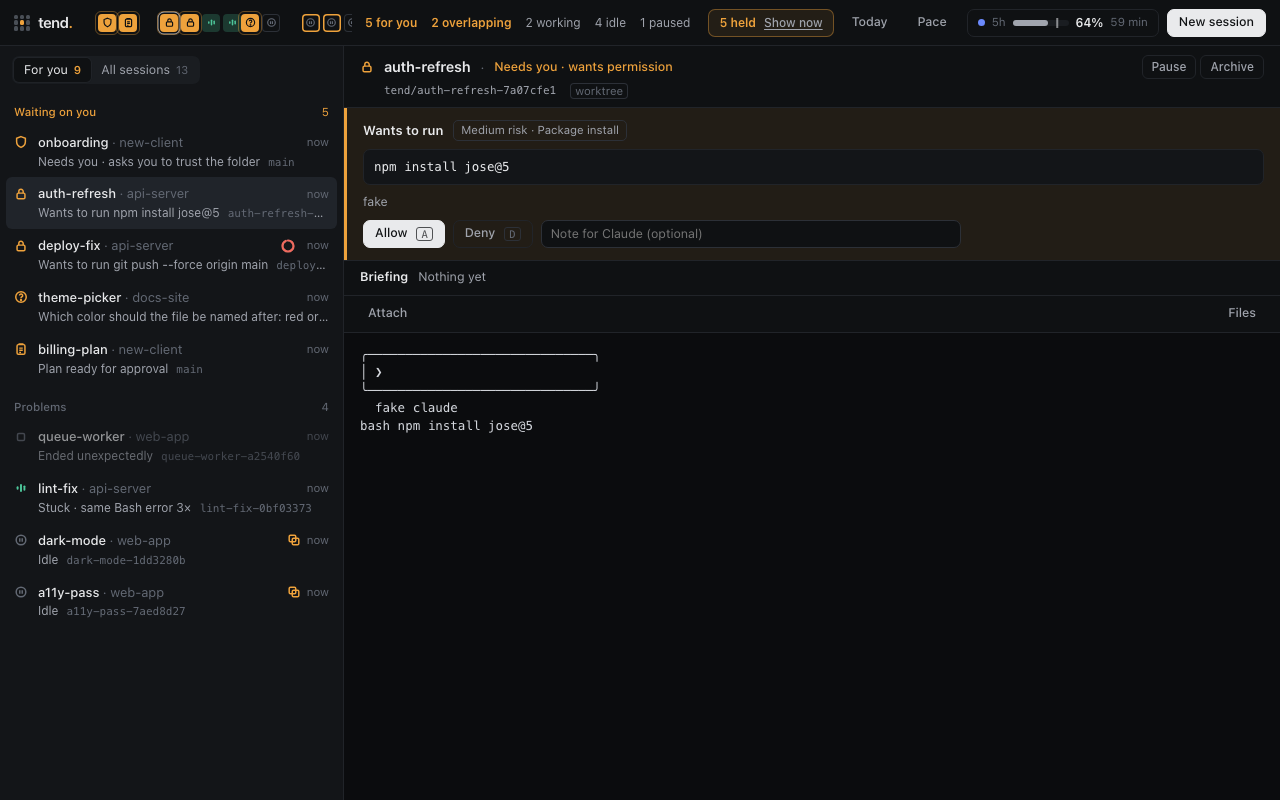 tend. 5 for you 2 overlapping 2 working 4 idle 1 paused 5 held Show now Today Pace 5h 64% 59 min New session
For you 9 All sessions 13
Waiting on you 5
onboarding · new-client now
Needs you · asks you to trust the folder main
auth-refresh · api-server now
Wants to run npm install jose@5 auth-refresh-…
deploy-fix · api-server now
Wants to run git push --force origin main deploy…
theme-picker · docs-site now
Which color should the file be named after: red or…
billing-plan · new-client now
Plan ready for approval main
Problems 4
queue-worker · web-app now
Ended unexpectedly queue-worker-a2540f60
lint-fix · api-server now
Stuck · same Bash error 3× lint-fix-0bf03373
dark-mode · web-app now
Idle dark-mode-1dd3280b
a11y-pass · web-app now
Idle a11y-pass-7aed8d27
auth-refresh · Needs you · wants permission Pause Archive
tend/auth-refresh-7a07cfe1 worktree
Wants to run Medium risk · Package install
npm install jose@5
fake
Allow A Deny D Note for Claude (optional)
Briefing Nothing yet
Attach Files
❯
fake claude
bash npm install jose@5